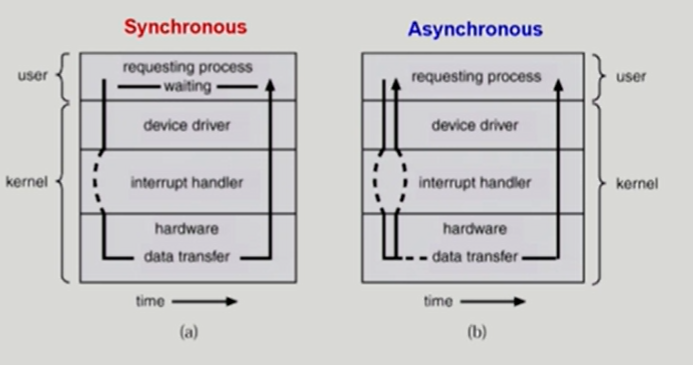 Synchronous
user
requesting process
waiting
device driver
kernel
interrupt handler
hardware
data transfer
time
(a)
Asynchronous
requesting process
user
device driver
interrupt handler
kernel
hardware
data transfer
time
(b)